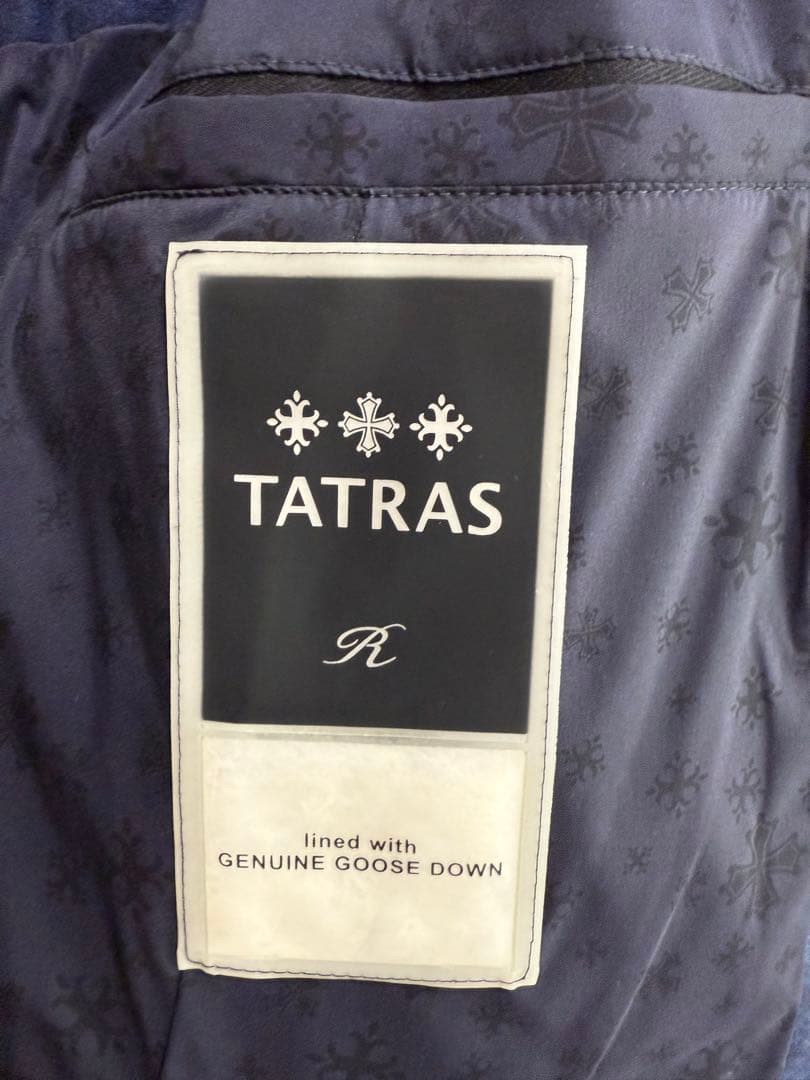 TATRAS
R
lined with
GENUINE GOOSE DOWN